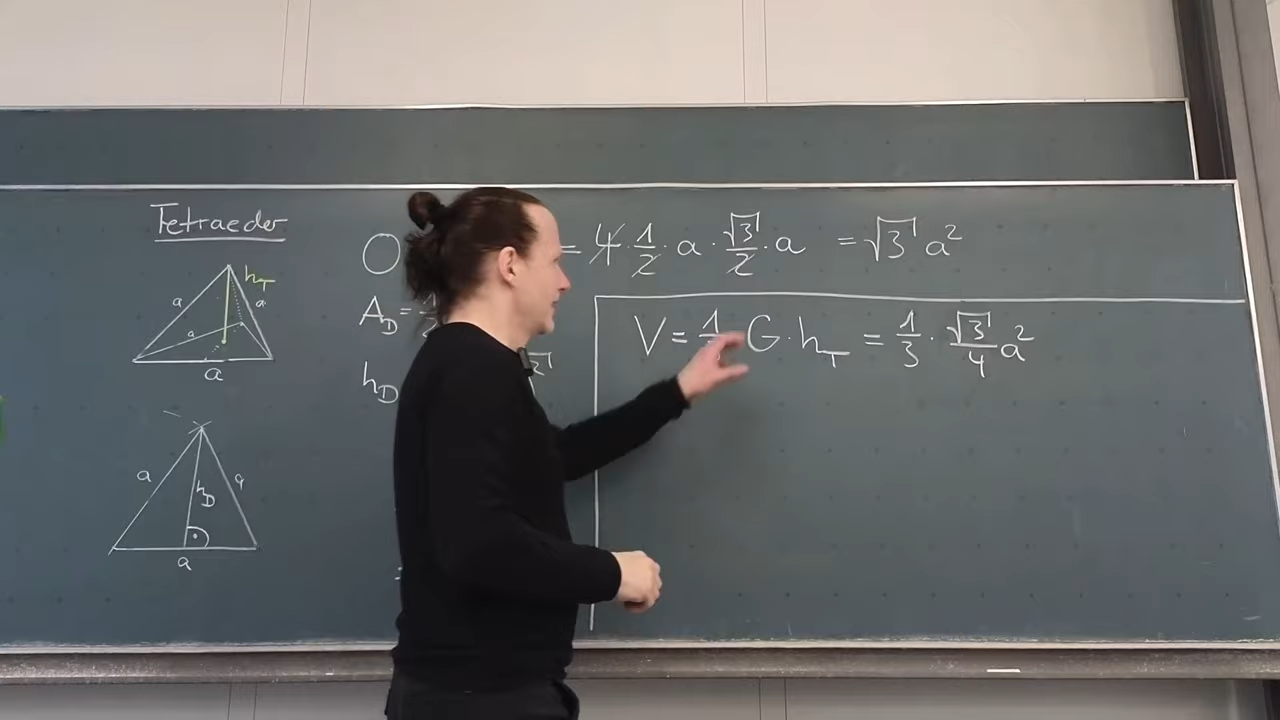 Tetraeder
h_T
a
a
a
a
O = 4 · 1/2 · a · √3/2 · a = √3 a²
A_D =
h_D
V = 1/ G · h_T = 1/3 · √3/4 a²
a
h_D
a
a